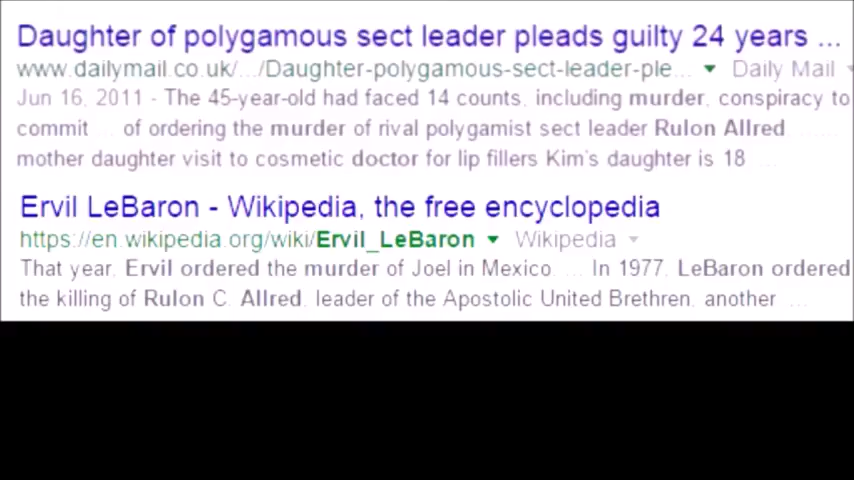 Daughter of polygamous sect leader pleads guilty 24 years ...
www.dailymail.co.uk/.../Daughter-polygamous-sect-leader-ple... Daily Mail
Jun 16, 2011 - The 45-year-old had faced 14 counts, including murder, conspiracy to
commit ... of ordering the murder of rival polygamist sect leader Rulon Allred
mother daughter visit to cosmetic doctor for lip fillers Kim's daughter is 18 ...
Ervil LeBaron - Wikipedia, the free encyclopedia
https://en.wikipedia.org/wiki/Ervil_LeBaron Wikipedia
That year, Ervil ordered the murder of Joel in Mexico. ... In 1977, LeBaron ordered
the killing of Rulon C. Allred, leader of the Apostolic United Brethren, another ...